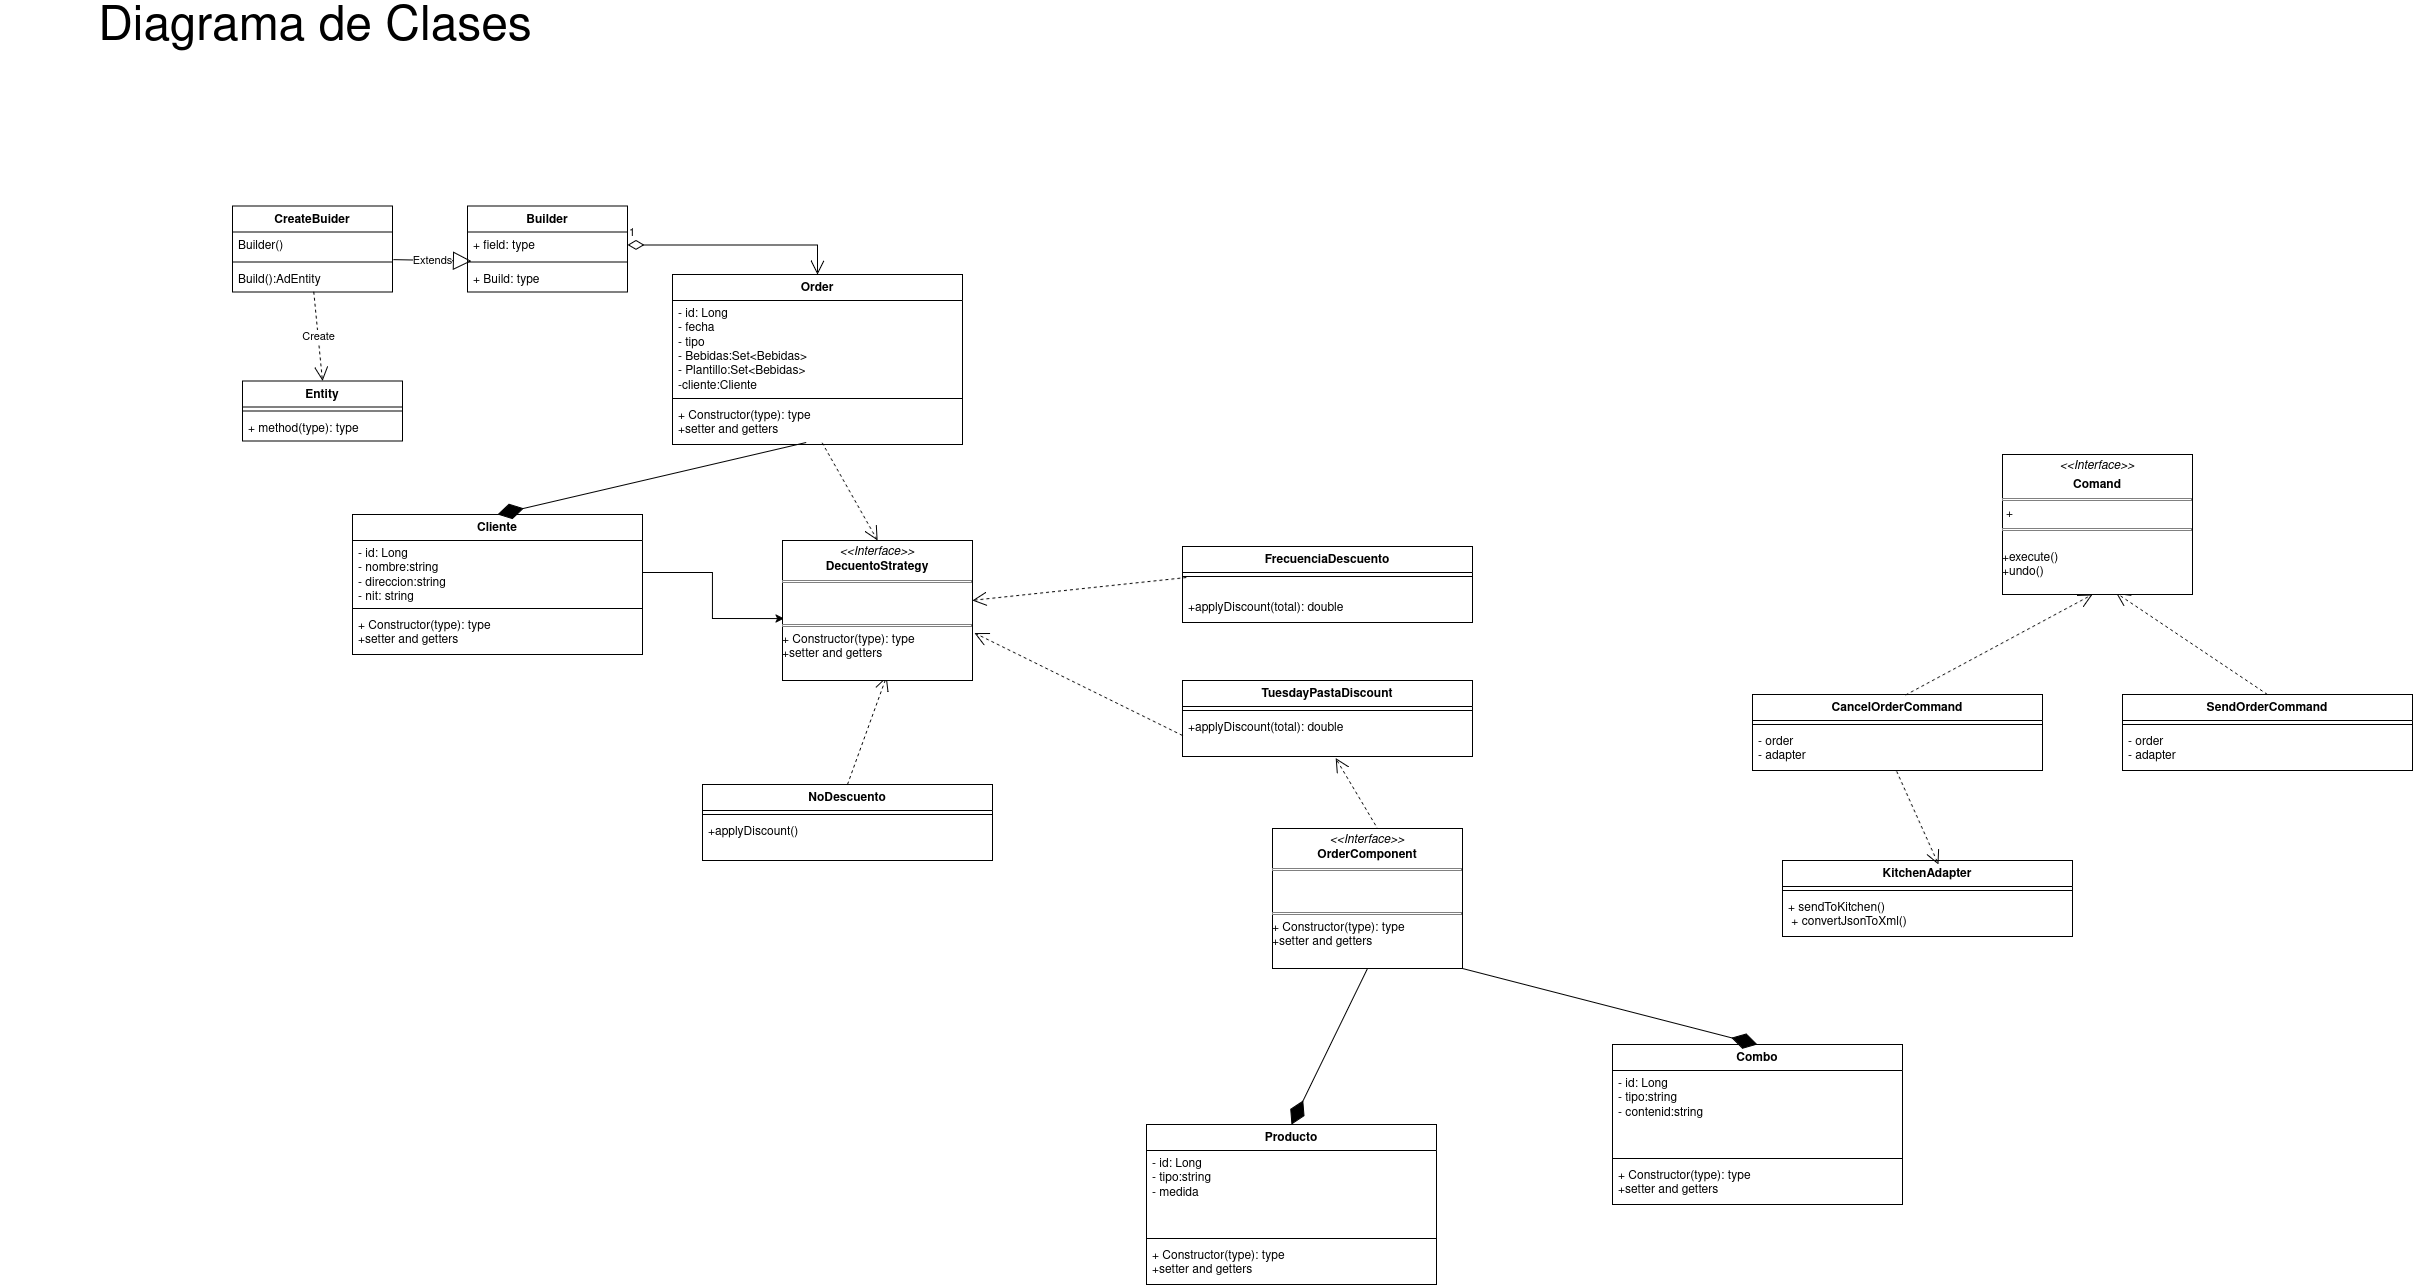 Diagrama de Clases
CreateBuider
Builder()
Build():AdEntity
Extends
Builder
+ field: type
+ Build: type
1
Create
Entity
+ method(type): type
Order
- id: Long
- fecha
- tipo
- Bebidas:Set<Bebidas>
- Plantillo:Set<Bebidas>
-cliente:Cliente
+ Constructor(type): type
+setter and getters
Cliente
- id: Long
- nombre:string
- direccion:string
- nit: string
+ Constructor(type): type
+setter and getters
<<Interface>>
DecuentoStrategy
+ Constructor(type): type
+setter and getters
FrecuenciaDescuento
+applyDiscount(total): double
TuesdayPastaDiscount
+applyDiscount(total): double
NoDescuento
+applyDiscount()
<<Interface>>
OrderComponent
+ Constructor(type): type
+setter and getters
Producto
- id: Long
- tipo:string
- medida
+ Constructor(type): type
+setter and getters
Combo
- id: Long
- tipo:string
- contenid:string
+ Constructor(type): type
+setter and getters
<<Interface>>
Comand
+
+execute()
+undo()
CancelOrderCommand
- order
- adapter
SendOrderCommand
- order
- adapter
KitchenAdapter
+ sendToKitchen()
+ convertJsonToXml()